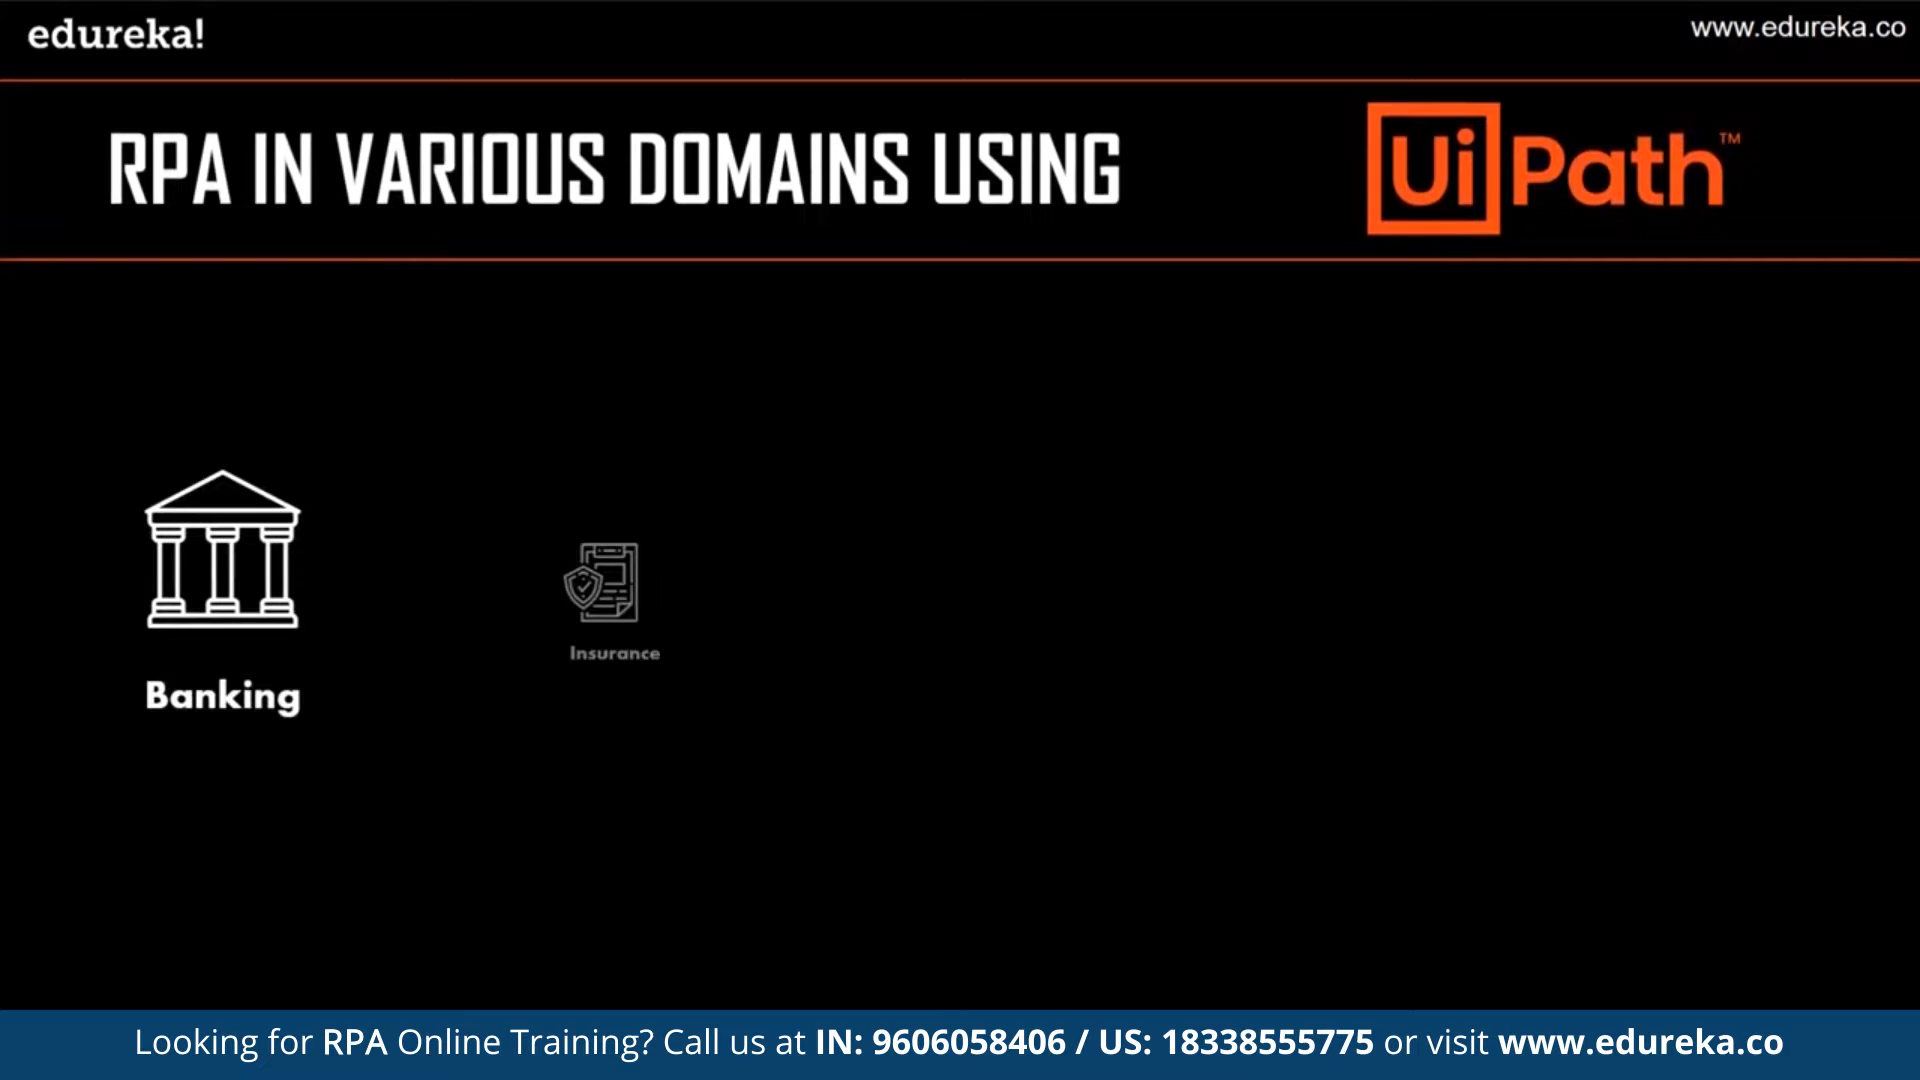 edureka!
www.edureka.co
RPA IN VARIOUS DOMAINS USING
UiPath™
Banking
Insurance
Looking for RPA Online Training? Call us at IN: 9606058406 / US: 18338555775 or visit www.edureka.co